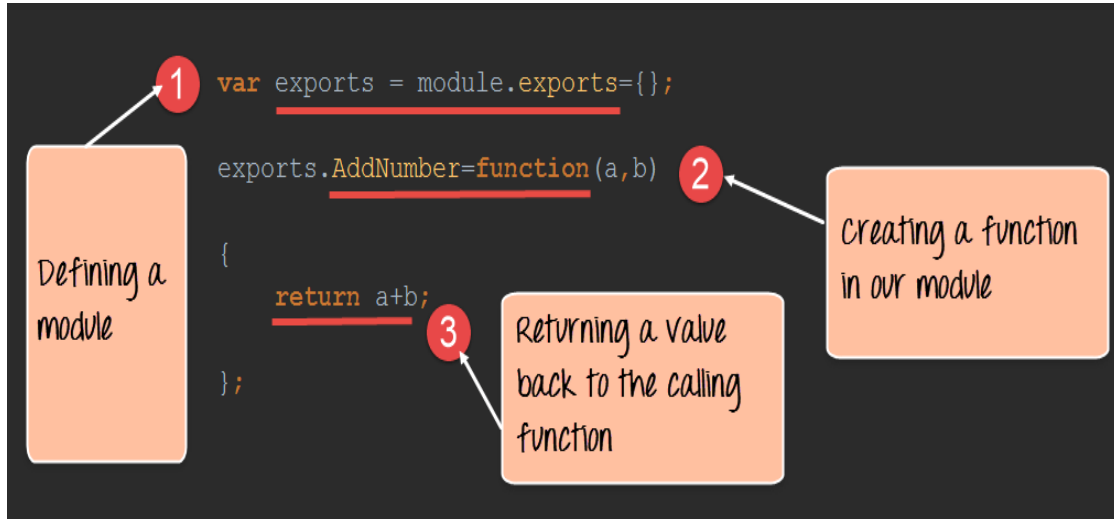 1
var exports = module.exports={};
exports.AddNumber=function(a,b)
2
Creating a function
in our module
Defining a
module
{
return a+b;
3
Returning a value
back to the calling
function
};